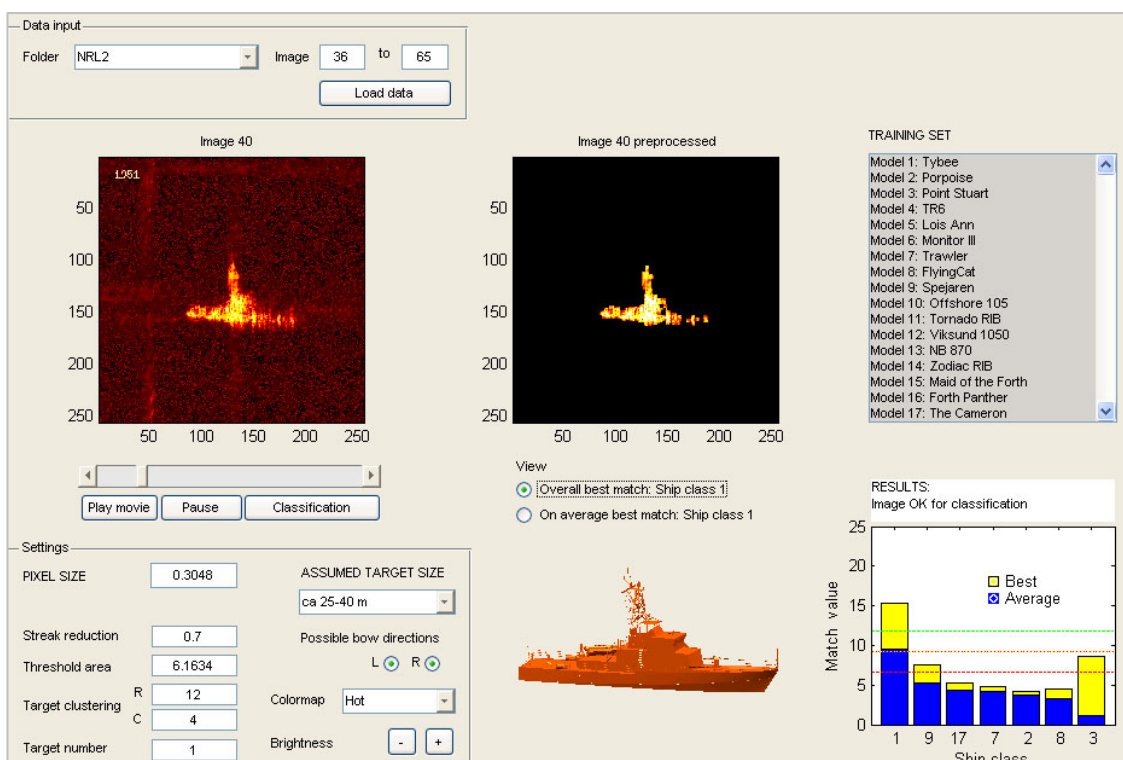 Data input
Folder NRL2 Image 36 to 65
Load data
Image 40
1951
50
100
150
200
250
50 100 150 200 250
Play movie Pause Classification
Image 40 preprocessed
50
100
150
200
250
50 100 150 200 250
View
Overall best match: Ship class 1
On average best match: Ship class 1
TRAINING SET
Model 1: Tybee
Model 2: Porpoise
Model 3: Point Stuart
Model 4: TR6
Model 5: Lois Ann
Model 6: Monitor III
Model 7: Trawler
Model 8: FlyingCat
Model 9: Spejaren
Model 10: Offshore 105
Model 11: Tornado RIB
Model 12: Viksund 1050
Model 13: NB 870
Model 14: Zodiac RIB
Model 15: Maid of the Forth
Model 16: Forth Panther
Model 17: The Cameron
Settings
PIXEL SIZE 0.3048
Streak reduction 0.7
Threshold area 6.1634
Target clustering R 12
C 4
Target number 1
ASSUMED TARGET SIZE
ca 25-40 m
Possible bow directions
L R
Colormap Hot
Brightness - +
RESULTS:
Image OK for classification
25
20
15
10
5
0
Match value
Best
Average
1 9 17 7 2 8 3
Ship class